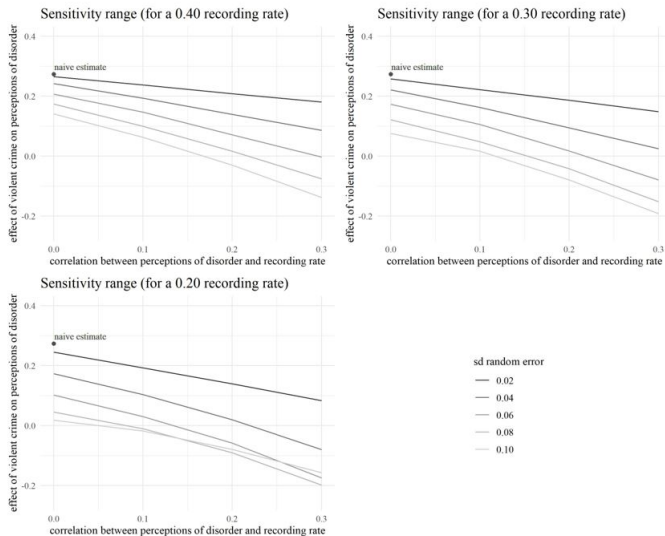 Sensitivity range (for a 0.40 recording rate)
effect of violent crime on perceptions of disorder
0.4
0.2
0.0
-0.2
naive estimate
0.0 0.1 0.2 0.3
correlation between perceptions of disorder and recording rate
Sensitivity range (for a 0.30 recording rate)
effect of violent crime on perceptions of disorder
0.4
0.2
0.0
-0.2
naive estimate
0.0 0.1 0.2 0.3
correlation between perceptions of disorder and recording rate
Sensitivity range (for a 0.20 recording rate)
effect of violent crime on perceptions of disorder
0.4
0.2
0.0
-0.2
naive estimate
0.0 0.1 0.2 0.3
correlation between perceptions of disorder and recording rate
sd random error
0.02
0.04
0.06
0.08
0.10